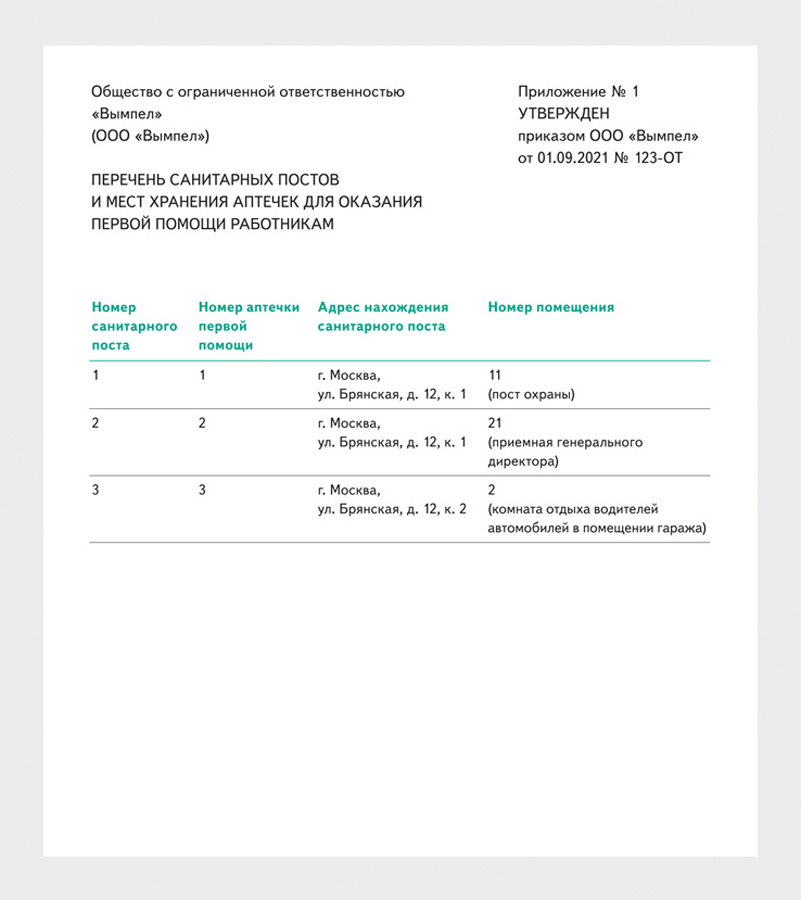 Общество с ограниченной ответственностью
«Вымпел»
(ООО «Вымпел»)
Приложение № 1
УТВЕРЖДЕН
приказом ООО «Вымпел»
от 01.09.2021 № 123-ОТ
ПЕРЕЧЕНЬ САНИТАРНЫХ ПОСТОВ
И МЕСТ ХРАНЕНИЯ АПТЕЧЕК ДЛЯ ОКАЗАНИЯ
ПЕРВОЙ ПОМОЩИ РАБОТНИКАМ
Номер
санитарного
поста
Номер аптечки
первой
помощи
Адрес нахождения
санитарного поста
Номер помещения
1
1
г. Москва,
ул. Брянская, д. 12, к. 1
11
(пост охраны)
2
2
г. Москва,
ул. Брянская, д. 12, к. 1
21
(приемная генерального
директора)
3
3
г. Москва,
ул. Брянская, д. 12, к. 2
2
(комната отдыха водителей
автомобилей в помещении гаража)